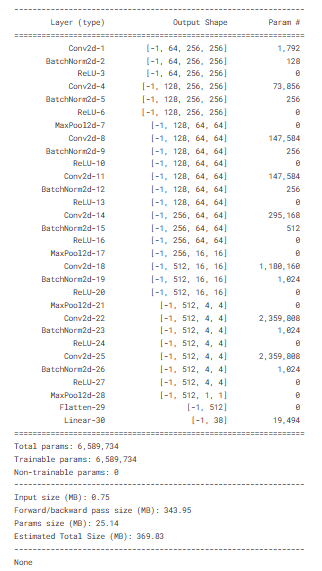 ----------------------------------------------------------------
Layer (type) Output Shape Param #
================================================================
Conv2d-1 [-1, 64, 256, 256] 1,792
BatchNorm2d-2 [-1, 64, 256, 256] 128
ReLU-3 [-1, 64, 256, 256] 0
Conv2d-4 [-1, 128, 256, 256] 73,856
BatchNorm2d-5 [-1, 128, 256, 256] 256
ReLU-6 [-1, 128, 256, 256] 0
MaxPool2d-7 [-1, 128, 64, 64] 0
Conv2d-8 [-1, 128, 64, 64] 147,584
BatchNorm2d-9 [-1, 128, 64, 64] 256
ReLU-10 [-1, 128, 64, 64] 0
Conv2d-11 [-1, 128, 64, 64] 147,584
BatchNorm2d-12 [-1, 128, 64, 64] 256
ReLU-13 [-1, 128, 64, 64] 0
Conv2d-14 [-1, 256, 64, 64] 295,168
BatchNorm2d-15 [-1, 256, 64, 64] 512
ReLU-16 [-1, 256, 64, 64] 0
MaxPool2d-17 [-1, 256, 16, 16] 0
Conv2d-18 [-1, 512, 16, 16] 1,180,160
BatchNorm2d-19 [-1, 512, 16, 16] 1,024
ReLU-20 [-1, 512, 16, 16] 0
MaxPool2d-21 [-1, 512, 4, 4] 0
Conv2d-22 [-1, 512, 4, 4] 2,359,808
BatchNorm2d-23 [-1, 512, 4, 4] 1,024
ReLU-24 [-1, 512, 4, 4] 0
Conv2d-25 [-1, 512, 4, 4] 2,359,808
BatchNorm2d-26 [-1, 512, 4, 4] 1,024
ReLU-27 [-1, 512, 4, 4] 0
MaxPool2d-28 [-1, 512, 1, 1] 0
Flatten-29 [-1, 512] 0
Linear-30 [-1, 38] 19,494
================================================================
Total params: 6,589,734
Trainable params: 6,589,734
Non-trainable params: 0
----------------------------------------------------------------
Input size (MB): 0.75
Forward/backward pass size (MB): 343.95
Params size (MB): 25.14
Estimated Total Size (MB): 369.83
----------------------------------------------------------------
None